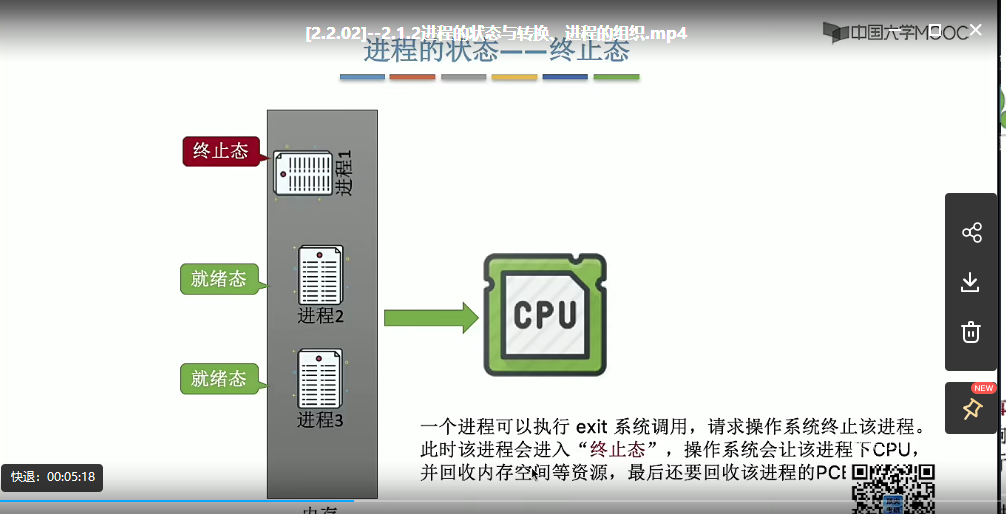 [2.2.02]--2.1.2进程的状态与转换、进程的组织.mp4
中国大学MOOC
进程的状态——终止态
终止态
进程1
就绪态
进程2
CPU
就绪态
进程3
NEW
一个进程可以执行 exit 系统调用，请求操作系统终止该进程。
此时该进程会进入“终止态”，操作系统会让该进程下CPU，
并回收内存空间等资源，最后还要回收该进程的PCB
快退：00:05:18
内存